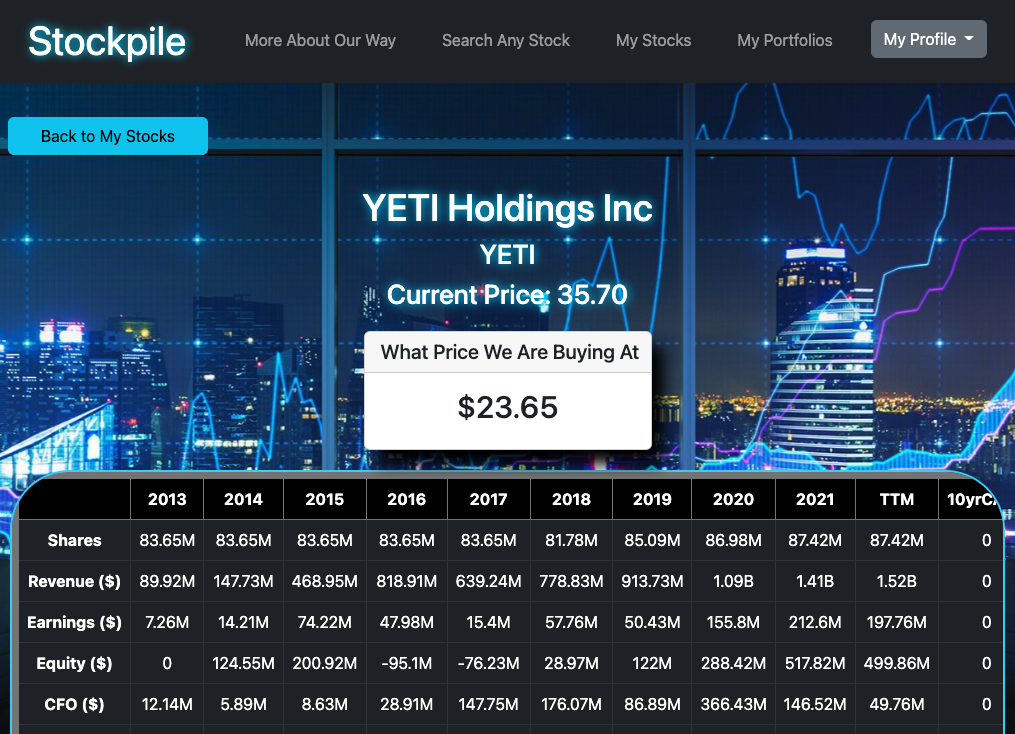 Stockpile More About Our Way Search Any Stock My Stocks My Portfolios My Profile
Back to My Stocks
YETI Holdings Inc
YETI
Current Price: 35.70
What Price We Are Buying At
$23.65
2013 2014 2015 2016 2017 2018 2019 2020 2021 TTM 10yrC
Shares 83.65M 83.65M 83.65M 83.65M 83.65M 81.78M 85.09M 86.98M 87.42M 87.42M 0
Revenue ($) 89.92M 147.73M 468.95M 818.91M 639.24M 778.83M 913.73M 1.09B 1.41B 1.52B 0
Earnings ($) 7.26M 14.21M 74.22M 47.98M 15.4M 57.76M 50.43M 155.8M 212.6M 197.76M 0
Equity ($) 0 124.55M 200.92M -95.1M -76.23M 28.97M 122M 288.42M 517.82M 499.86M 0
CFO ($) 12.14M 5.89M 8.63M 28.91M 147.75M 176.07M 86.89M 366.43M 146.52M 49.76M 0